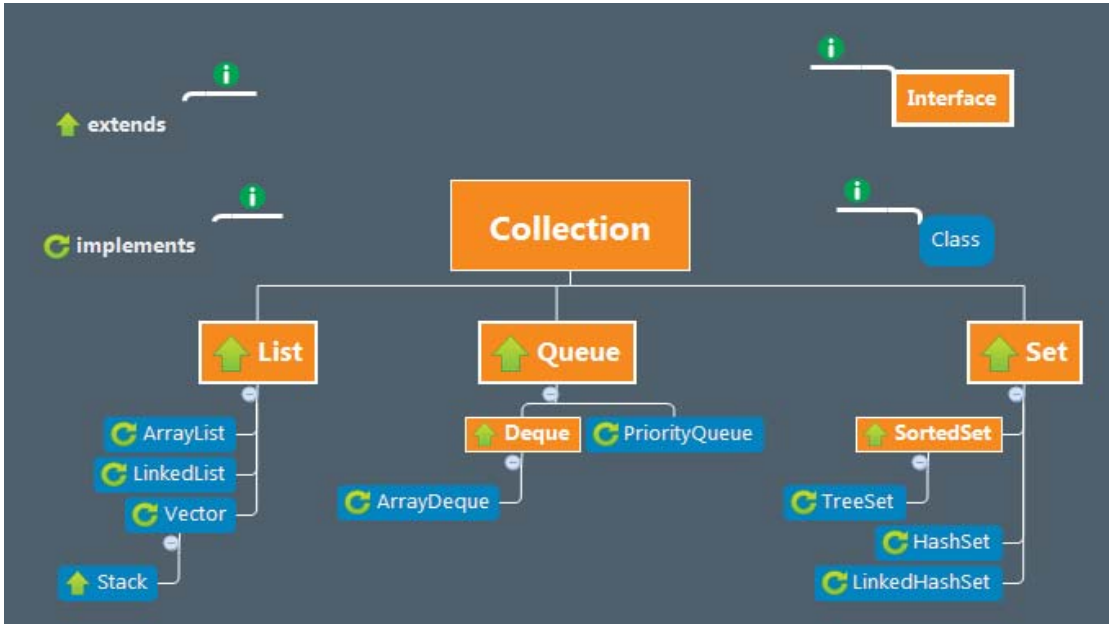 extends
Interface
implements
Collection
Class
List
Queue
Set
ArrayList
Deque
PriorityQueue
SortedSet
LinkedList
ArrayDeque
TreeSet
Vector
HashSet
Stack
LinkedHashSet